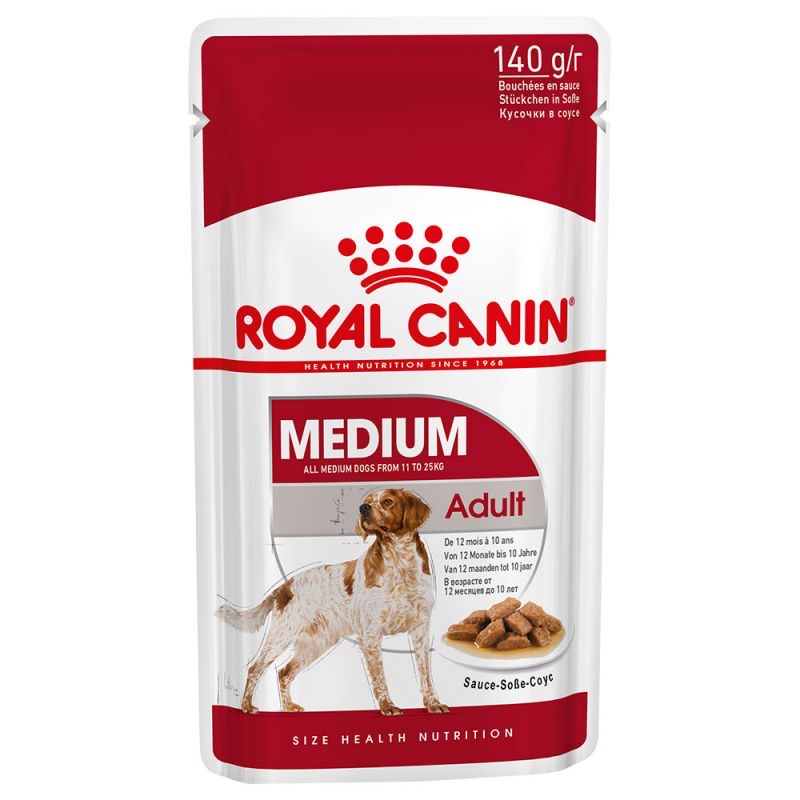 140 g/г
Bouchées en sauce
Stückchen in Soße
Кусочки в соусе
ROYAL CANIN®
HEALTH NUTRITION SINCE 1968
MEDIUM
ALL MEDIUM DOGS FROM 11 TO 25KG
Adult
De 12 mois à 10 ans
Von 12 Monate bis 10 Jahre
Van 12 maanden tot 10 jaar
В возрасте от
12 месяцев до 10 лет
Sauce-Soße-Соус
SIZE HEALTH NUTRITION